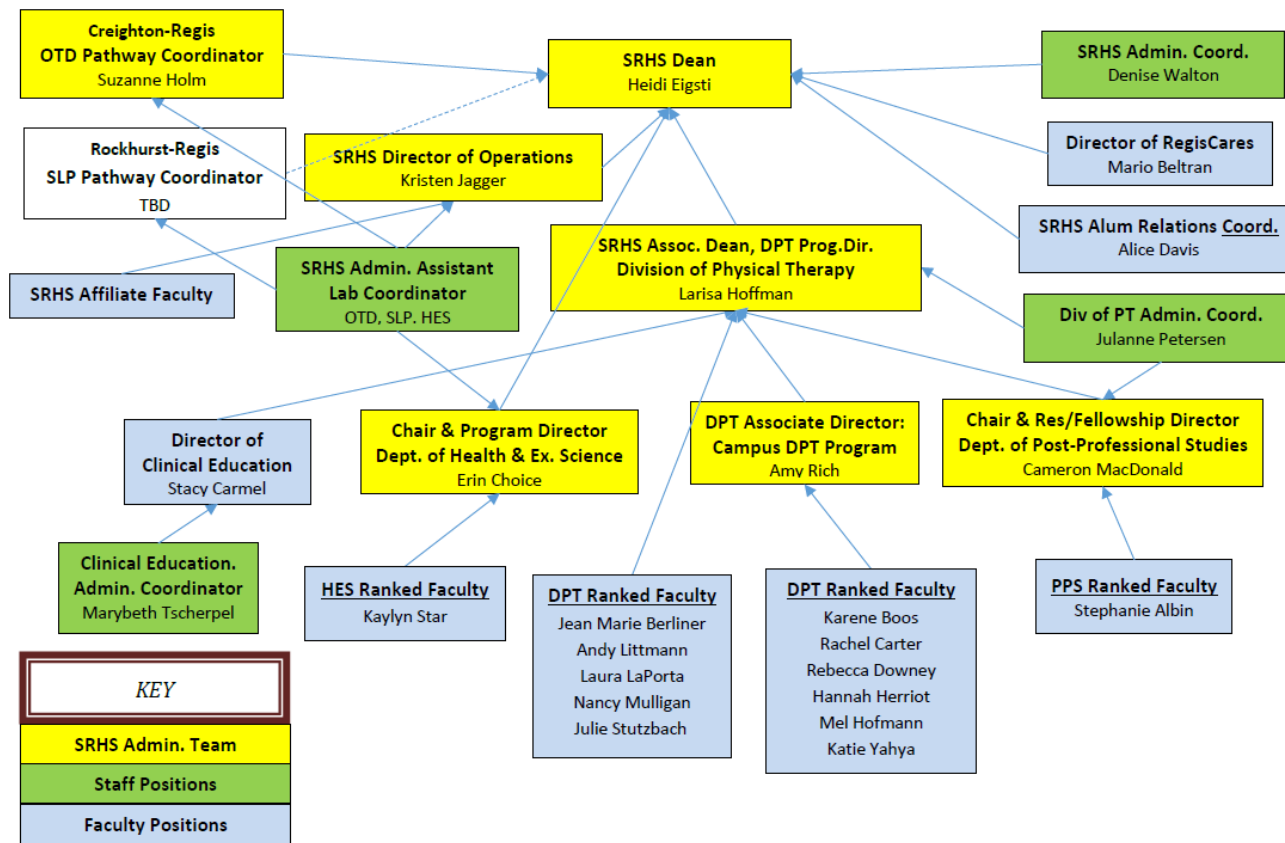 Creighton-Regis
OTD Pathway Coordinator
Suzanne Holm
SRHS Dean
Heidi Eigsti
SRHS Admin. Coord.
Denise Walton
Rockhurst-Regis
SLP Pathway Coordinator
TBD
SRHS Director of Operations
Kristen Jagger
Director of RegisCares
Mario Beltran
SRHS Alum Relations Coord.
Alice Davis
SRHS Affiliate Faculty
SRHS Admin. Assistant
Lab Coordinator
OTD, SLP. HES
SRHS Assoc. Dean, DPT Prog.Dir.
Division of Physical Therapy
Larisa Hoffman
Div of PT Admin. Coord.
Julanne Petersen
Director of
Clinical Education
Stacy Carmel
Chair & Program Director
Dept. of Health & Ex. Science
Erin Choice
DPT Associate Director:
Campus DPT Program
Amy Rich
Chair & Res/Fellowship Director
Dept. of Post-Professional Studies
Cameron MacDonald
Clinical Education.
Admin. Coordinator
Marybeth Tscherpel
HES Ranked Faculty
Kaylyn Star
DPT Ranked Faculty
Jean Marie Berliner
Andy Littmann
Laura LaPorta
Nancy Mulligan
Julie Stutzbach
DPT Ranked Faculty
Karene Boos
Rachel Carter
Rebecca Downey
Hannah Herriot
Mel Hofmann
Katie Yahya
PPS Ranked Faculty
Stephanie Albin
KEY
SRHS Admin. Team
Staff Positions
Faculty Positions